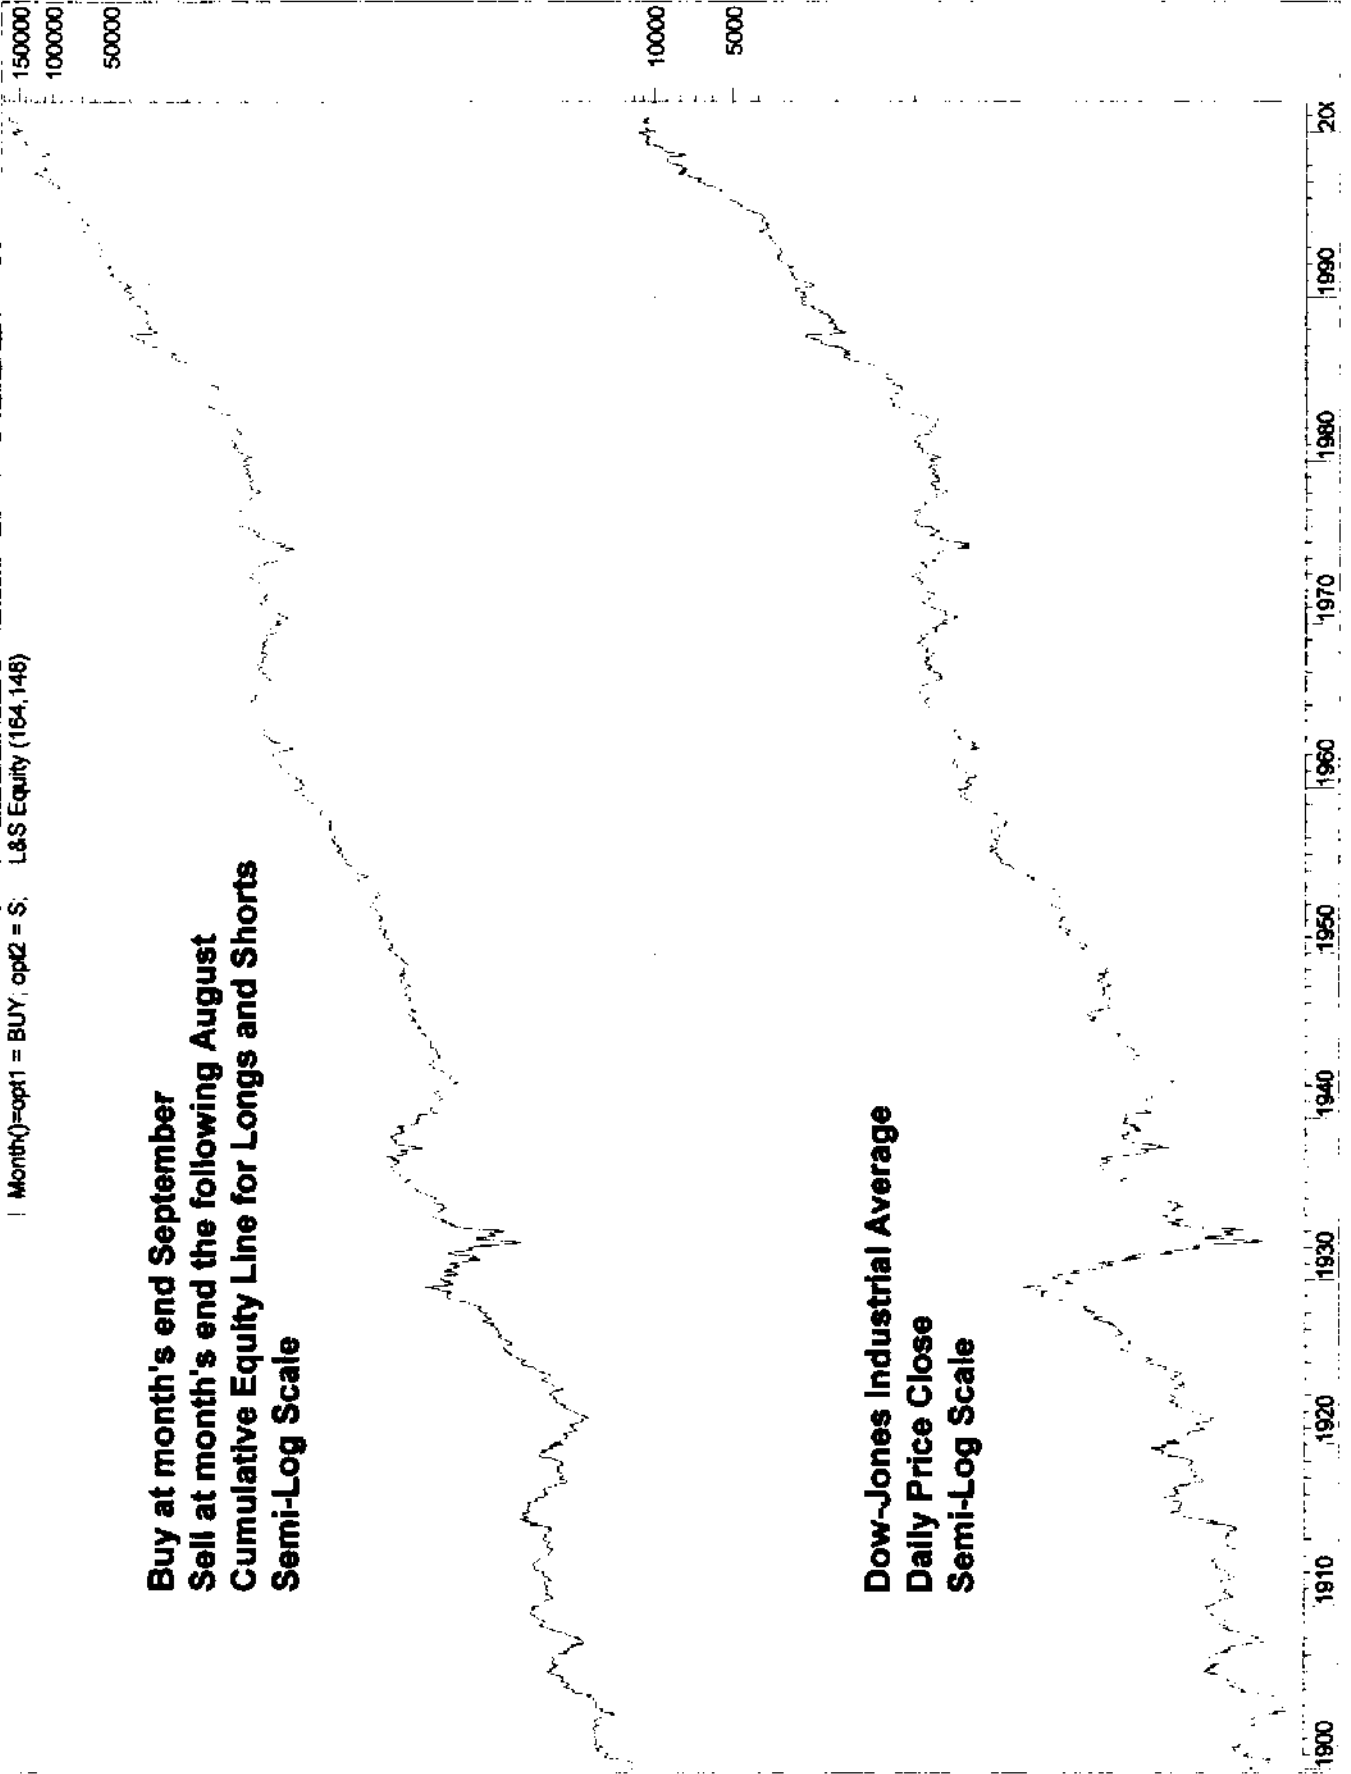 Month()=opt1 = BUY; opt2 = S; L&S Equity (164,148)
150000
100000
50000
Buy at month's end September
Sell at month's end the following August
Cumulative Equity Line for Longs and Shorts
Semi-Log Scale
10000
5000
Dow-Jones Industrial Average
Daily Price Close
Semi-Log Scale
1900 1910 1920 1930 1940 1950 1960 1970 1980 1990 20